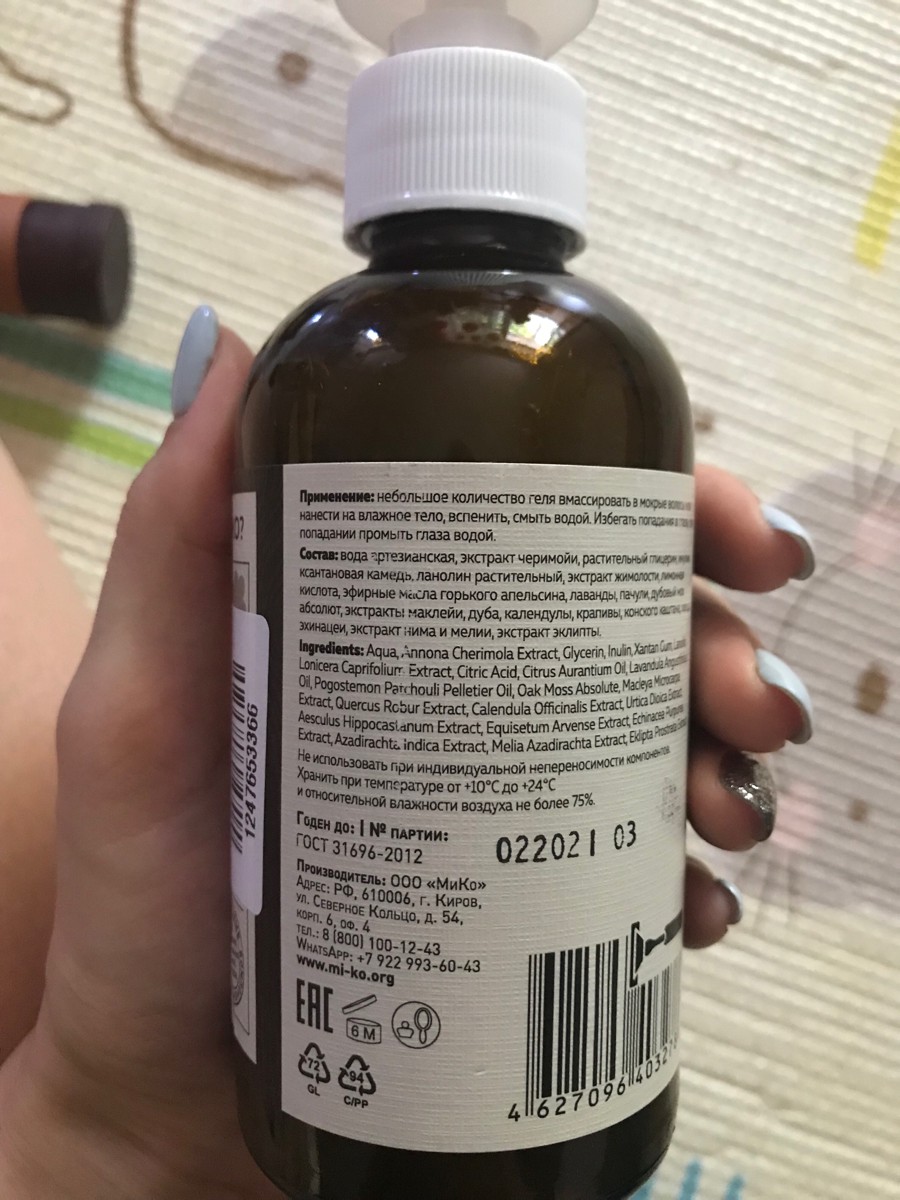 Применение: небольшое количество геля вмассировать в мокрые волосы
нанести на влажное тело, вспенить, смыть водой. Избегать попадания в
попадании промыть глаза водой.
Состав: вода артезианская, экстракт черимойи, растительный глицерин,
ксантановая камедь, ланолин растительный, экстракт жимолости, лимонная
кислота, эфирные масла горького апельсина, лаванды, пачули, дубовый мох
абсолют, экстракты маклейи, дуба, календулы, крапивы, конского каштана,
эхинацеи, экстракт нима и мелии, экстракт эклипты.
Ingredients: Aqua, Annona Cherimola Extract, Glycerin, Inulin, Xantan Gum,
Lonicera Caprifolium Extract, Citric Acid, Citrus Aurantium Oil, Lavandula
Oil, Pogostemon Patchouli Pelletier Oil, Oak Moss Absolute, Macleya Microcarpa
Extract, Quercus Robur Extract, Calendula Officinalis Extract, Urtica Dioica Extract,
Aesculus Hippocastanum Extract, Equisetum Arvense Extract, Echinacea
Extract, Azadirachta Indica Extract, Melia Azadirachta Extract, Eklipta Prostrata
Не использовать при индивидуальной непереносимости компонентов.
Хранить при температуре от +10°С до +24°С
и относительной влажности воздуха не более 75%.
Годен до: | № партии:
022021 03
ГОСТ 31696-2012
Производитель: ООО «МиКо»
Адрес: РФ, 610006, г. Киров,
ул. Северное Кольцо, д. 54,
корп. 6, оф. 4
тел.: 8 (800) 100-12-43
WhatsApp: +7 922 993-60-43
www.mi-ko.org
EAC
6 M
72
GL
94
C/PP
4 627096 4032
1247653366